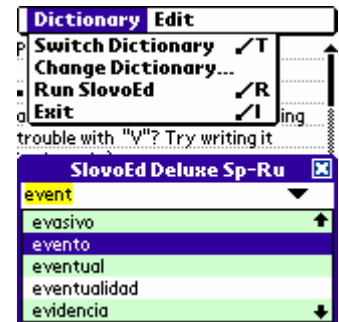 Dictionary Edit
Switch Dictionary /T
Change Dictionary...
Run SlovoEd /R
Exit /I
ing
trouble with "V"? Try writing it
SlovoEd Deluxe Sp-Ru
event
evasivo
evento
eventual
eventualidad
evidencia